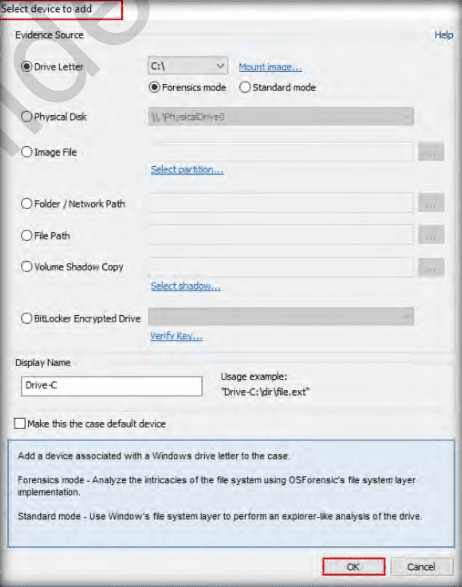 Select device to add
Evidence Source
Help
Drive Letter
C:\
Mount image...
Forensics mode
Standard mode
Physical Disk
\\.\PhysicalDrive0
Image File
...
Select partition...
Folder / Network Path
...
File Path
...
Volume Shadow Copy
...
Select shadow...
BitLocker Encrypted Drive
Verify Key...
Display Name
Drive-C
Usage example:
"Drive-C:\dir\file.ext"
Make this the case default device
Add a device associated with a Windows drive letter to the case.
Forensics mode - Analyze the intricacies of the file system using OSForensic's file system layer
implementation.
Standard mode - Use Window's file system layer to perform an explorer-like analysis of the drive.
OK
Cancel